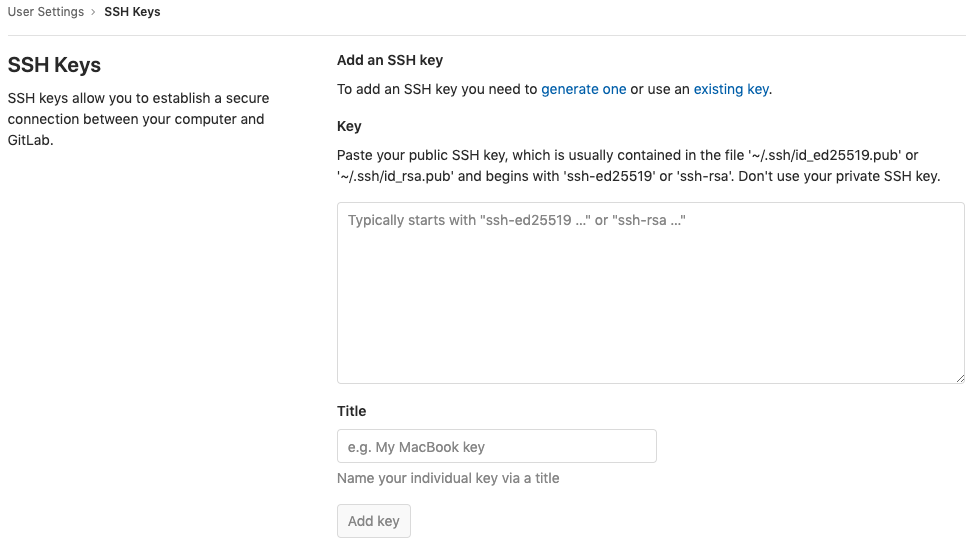 User Settings › SSH Keys
SSH Keys
SSH keys allow you to establish a secure
connection between your computer and
GitLab.
Add an SSH key
To add an SSH key you need to generate one or use an existing key.
Key
Paste your public SSH key, which is usually contained in the file '~/.ssh/id_ed25519.pub' or
'~/.ssh/id_rsa.pub' and begins with 'ssh-ed25519' or 'ssh-rsa'. Don't use your private SSH key.
Typically starts with "ssh-ed25519 ..." or "ssh-rsa ..."
Title
e.g. My MacBook key
Name your individual key via a title
Add key